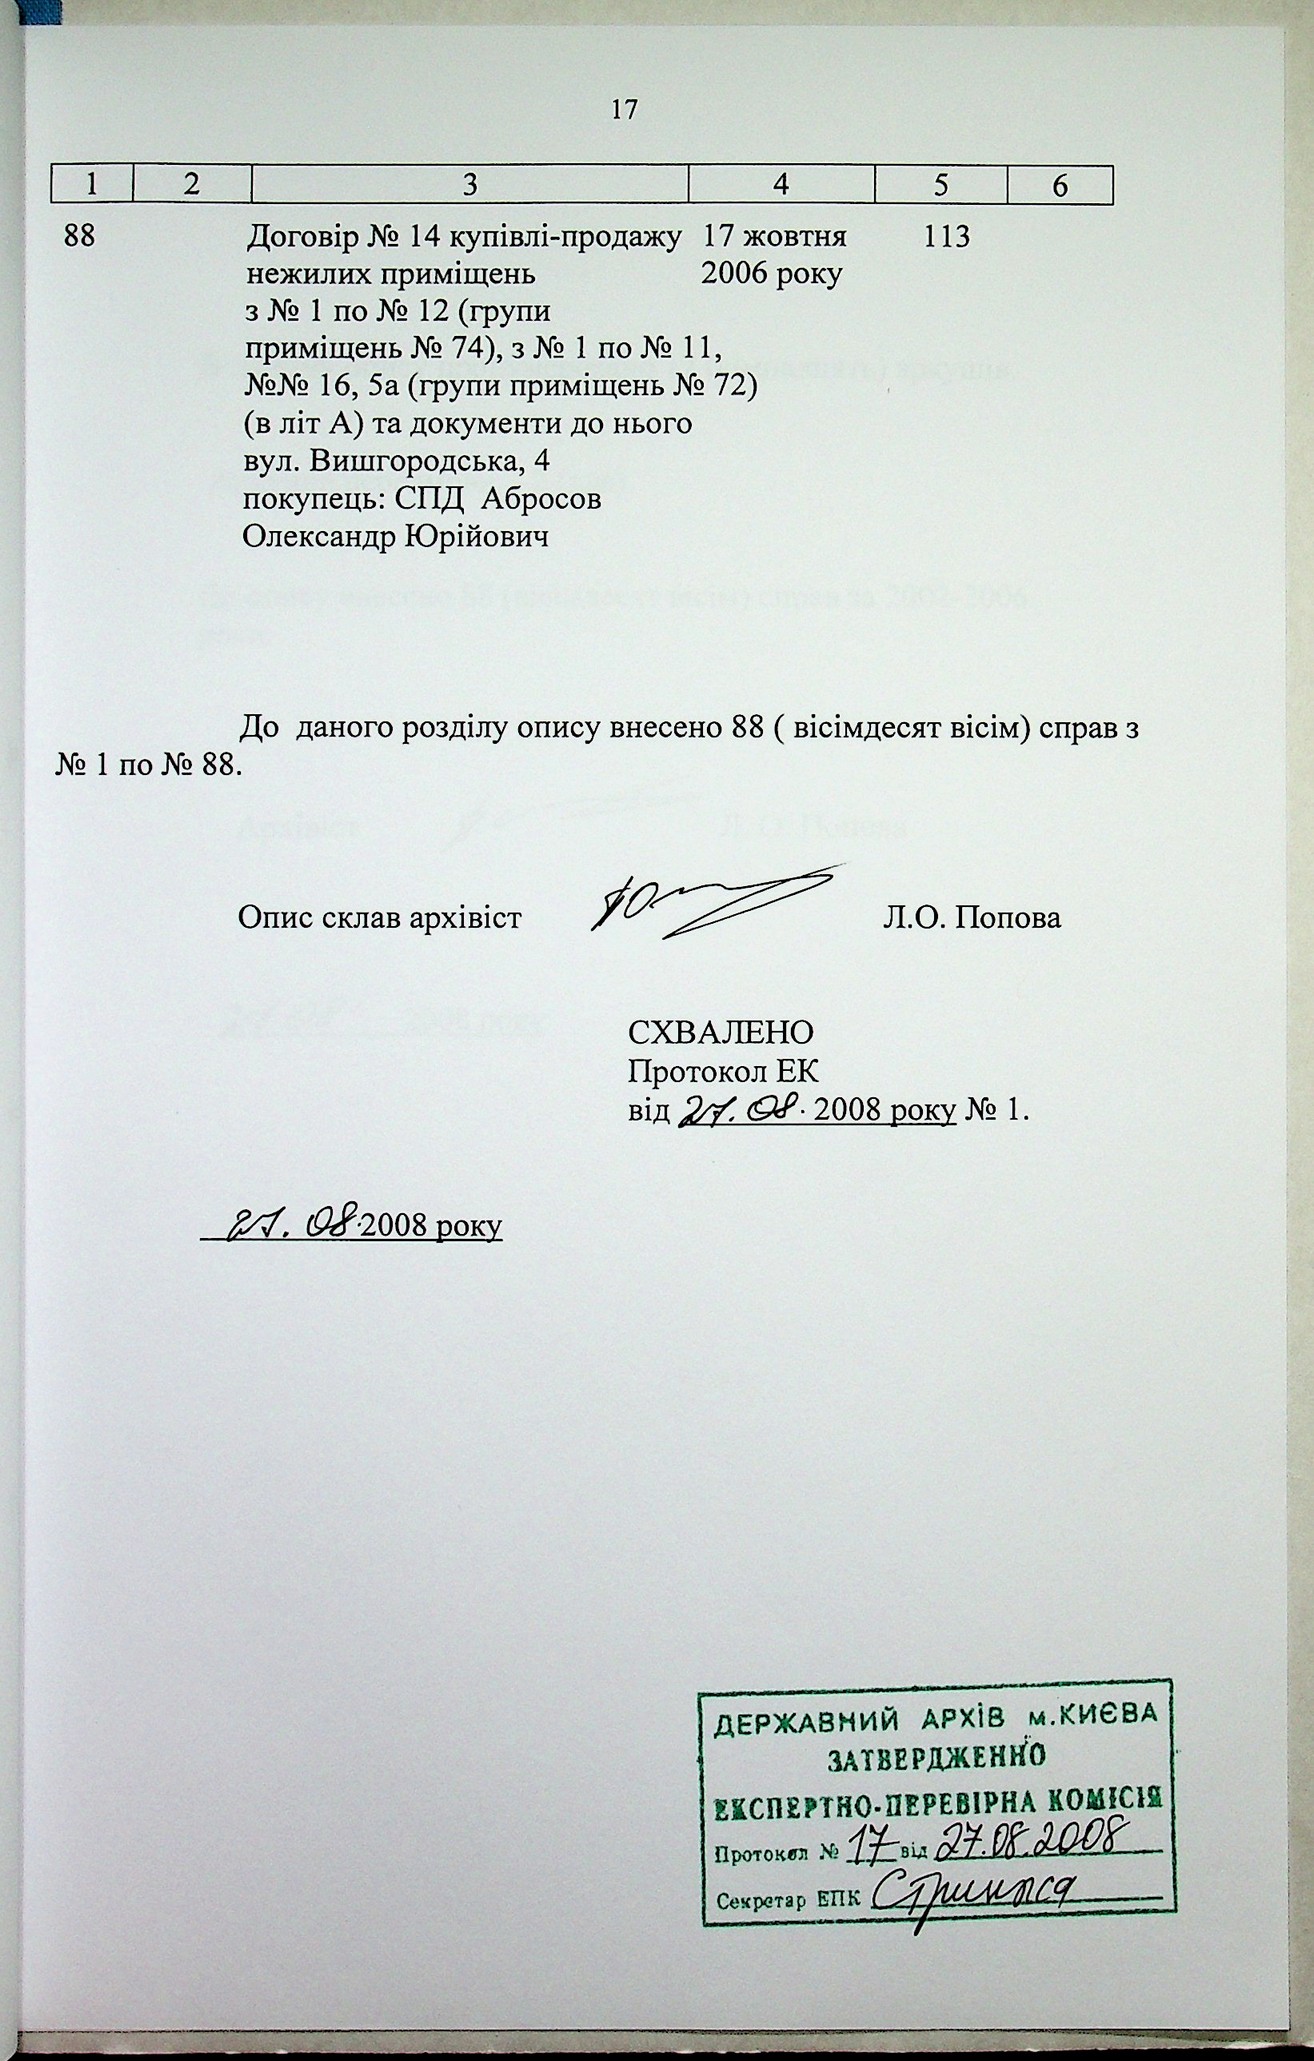 17
1 2 3 4 5 6
88 Договір № 14 купівлі-продажу 17 жовтня 113
нежилих приміщень 2006 року
з № 1 по № 12 (групи
приміщень № 74), з № 1 по № 11,
№№ 16, 5а (групи приміщень № 72)
(в літ А) та документи до нього
вул. Вишгородська, 4
покупець: СПД Абросов
Олександр Юрійович
До даного розділу опису внесено 88 ( вісімдесят вісім) справ з
№ 1 по № 88.
Опис склав архівіст Л.О. Попова
СХВАЛЕНО
Протокол ЕК
від 27. 08. 2008 року № 1.
27. 08.2008 року
ДЕРЖАВНИЙ АРХІВ м.КИЄВА
ЗАТВЕРДЖЕННО
ЕКСПЕРТНО-ПЕРЕВІРНА КОМІСІЯ
Протокол № 17 від 27.08.2008
Секретар ЕПК